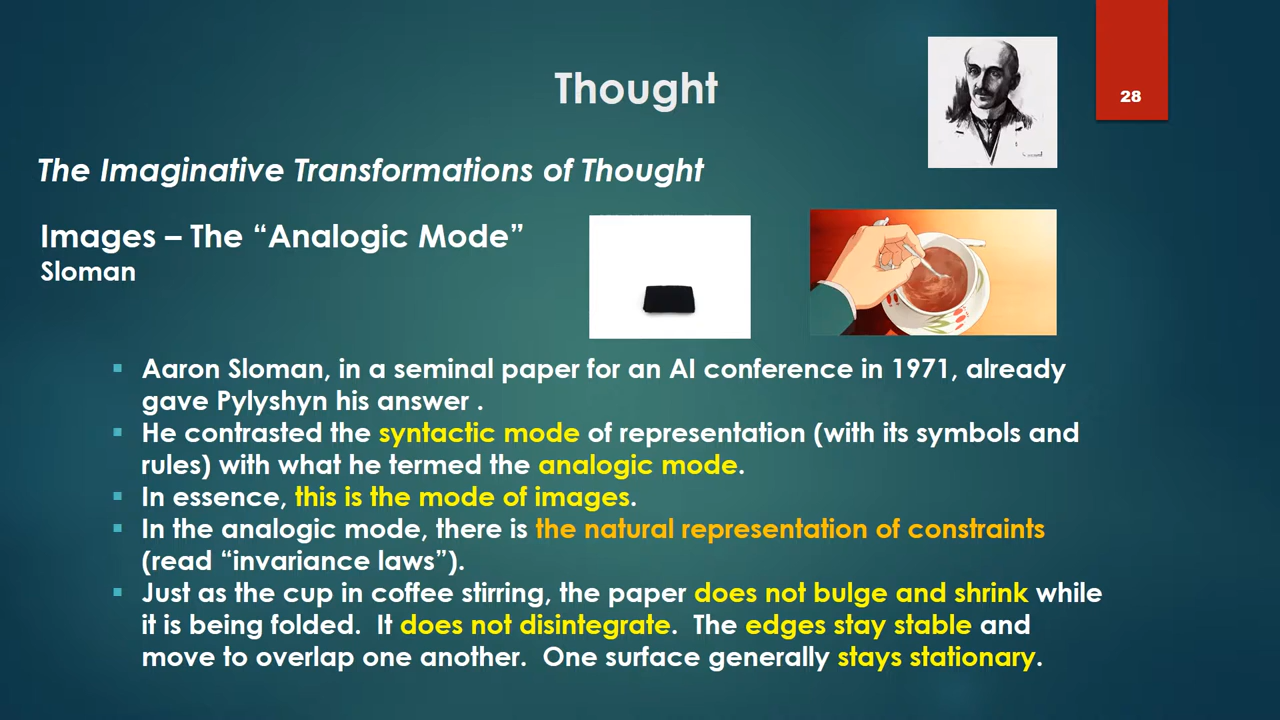 Thought
28
The Imaginative Transformations of Thought
Images – The “Analogic Mode”
Sloman
Aaron Sloman, in a seminal paper for an AI conference in 1971, already
gave Pylyshyn his answer .
He contrasted the syntactic mode of representation (with its symbols and
rules) with what he termed the analogic mode.
In essence, this is the mode of images.
In the analogic mode, there is the natural representation of constraints
(read “invariance laws”).
Just as the cup in coffee stirring, the paper does not bulge and shrink while
it is being folded.  It does not disintegrate.  The edges stay stable and
move to overlap one another.  One surface generally stays stationary.